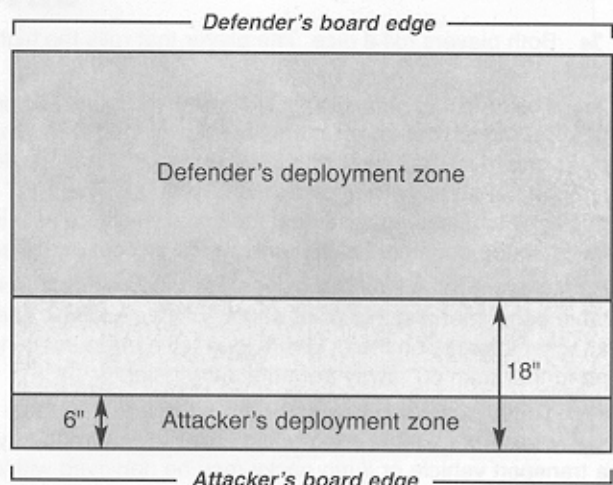 Defender's board edge
Defender's deployment zone
18"
6"
Attacker's deployment zone
Attacker's board edge